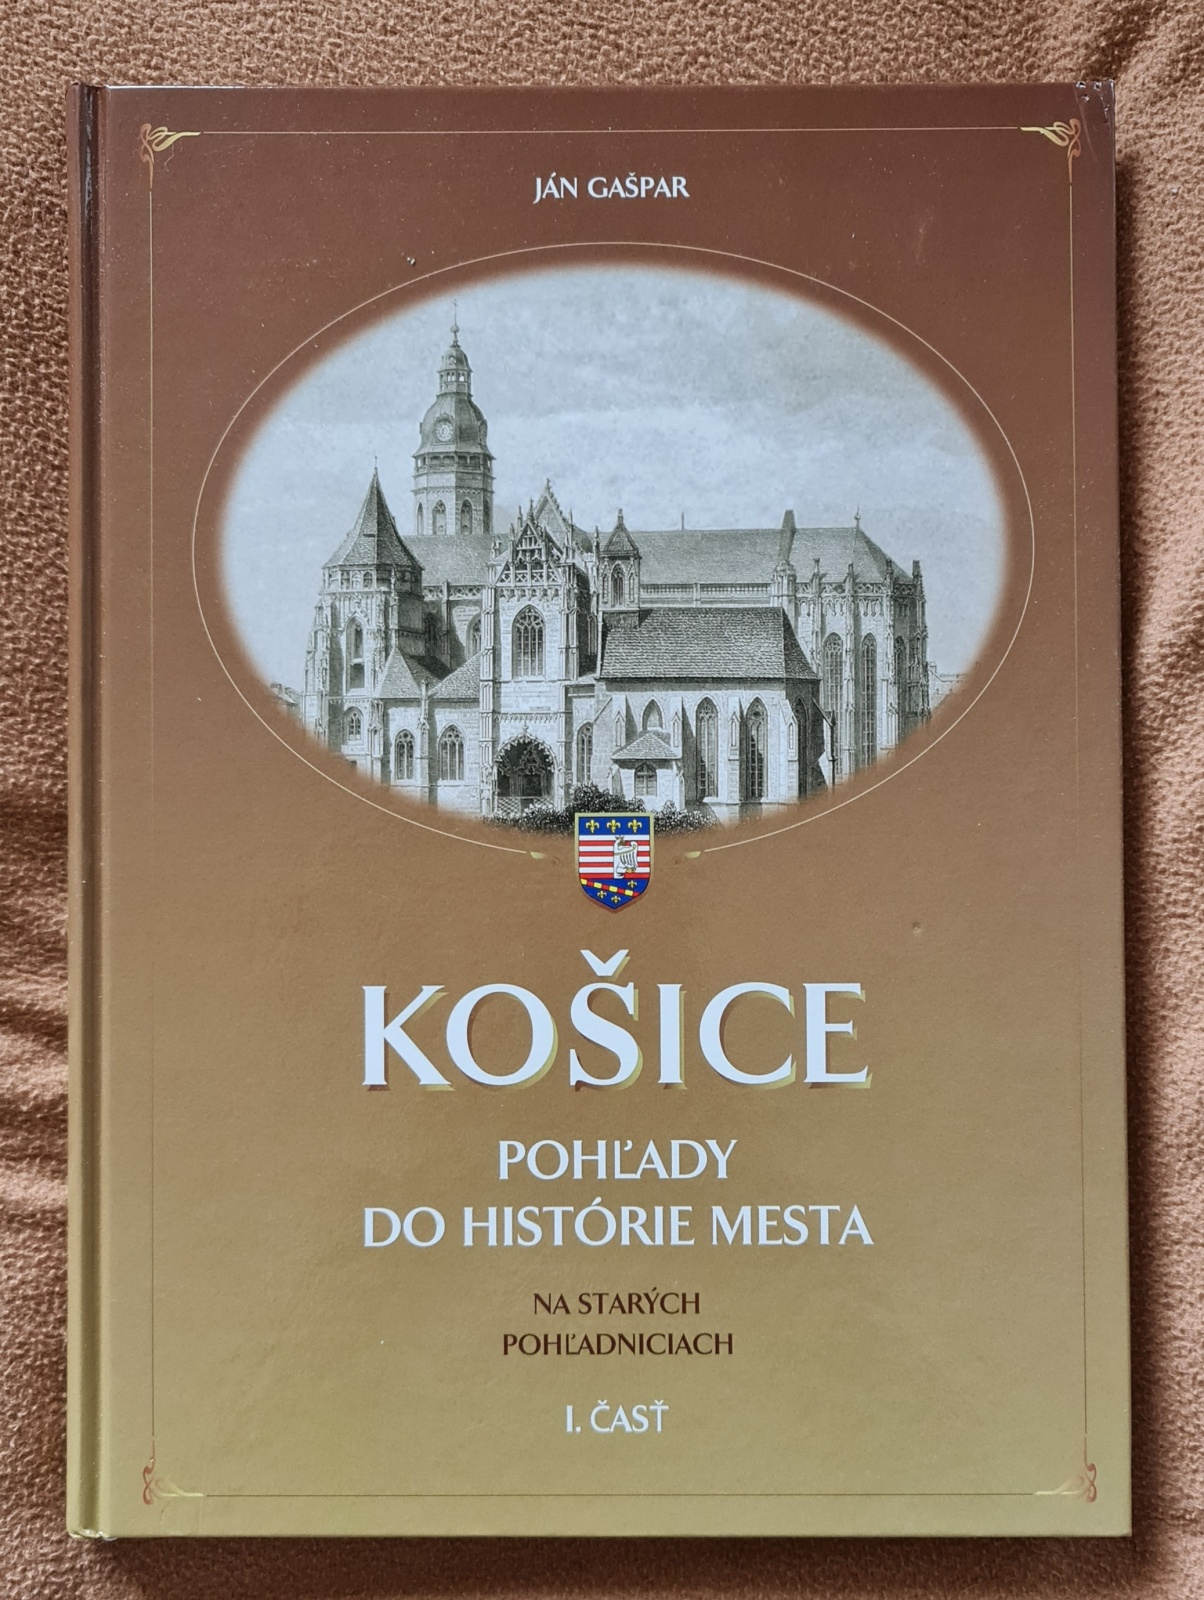 JÁN GAŠPAR
KOŠICE
POHĽADY
DO HISTÓRIE MESTA
NA STARÝCH
POHĽADNICIACH
I. ČASŤ